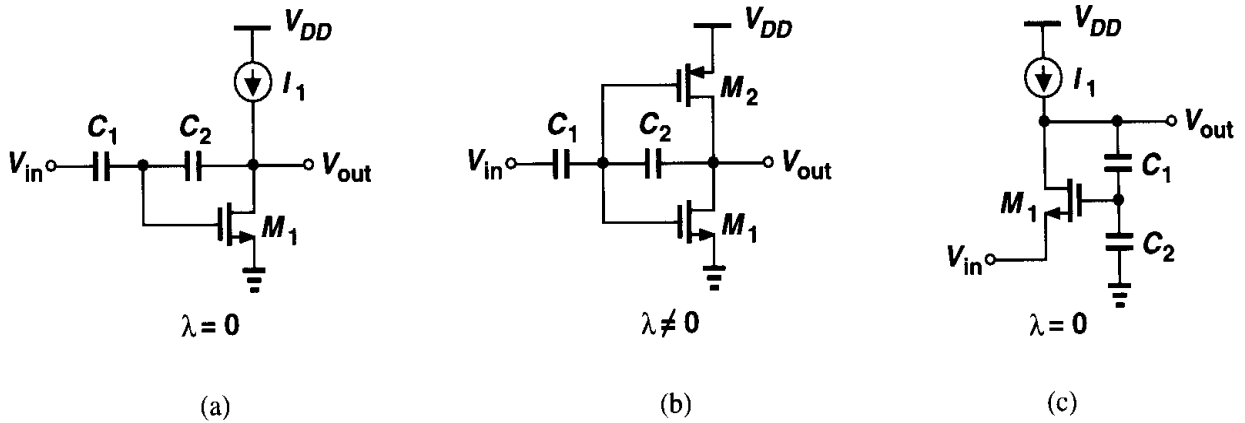 V_DD
I_1
C_1 C_2
V_in V_out
M_1
λ = 0
(a)
V_DD
M_2
C_1 C_2
V_in V_out
M_1
λ ≠ 0
(b)
V_DD
I_1
V_out
C_1
M_1
C_2
V_in
λ = 0
(c)